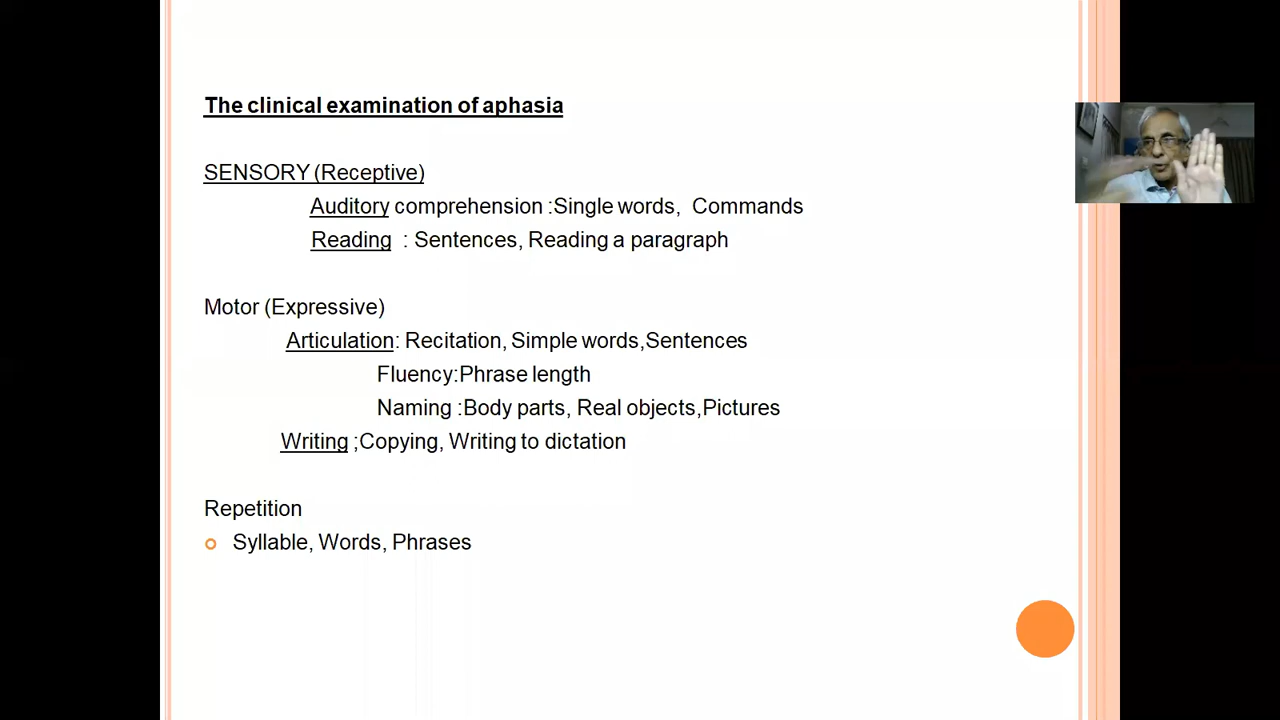 The clinical examination of aphasia
SENSORY (Receptive)
Auditory comprehension :Single words, Commands
Reading : Sentences, Reading a paragraph
Motor (Expressive)
Articulation: Recitation, Simple words,Sentences
Fluency:Phrase length
Naming :Body parts, Real objects,Pictures
Writing ;Copying, Writing to dictation
Repetition
Syllable, Words, Phrases